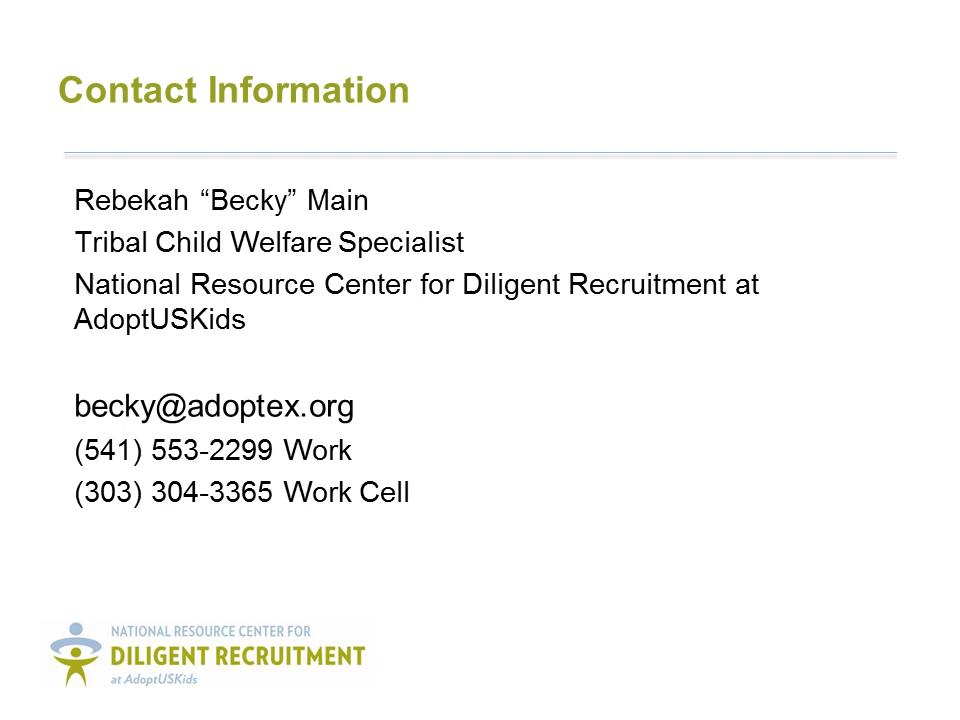 Contact Information
Rebekah “Becky” Main
Tribal Child Welfare Specialist
National Resource Center for Diligent Recruitment at
AdoptUSKids
becky@adoptex.org
(541) 553-2299 Work
(303) 304-3365 Work Cell
NATIONAL RESOURCE CENTER FOR
DILIGENT RECRUITMENT
at AdoptUSKids